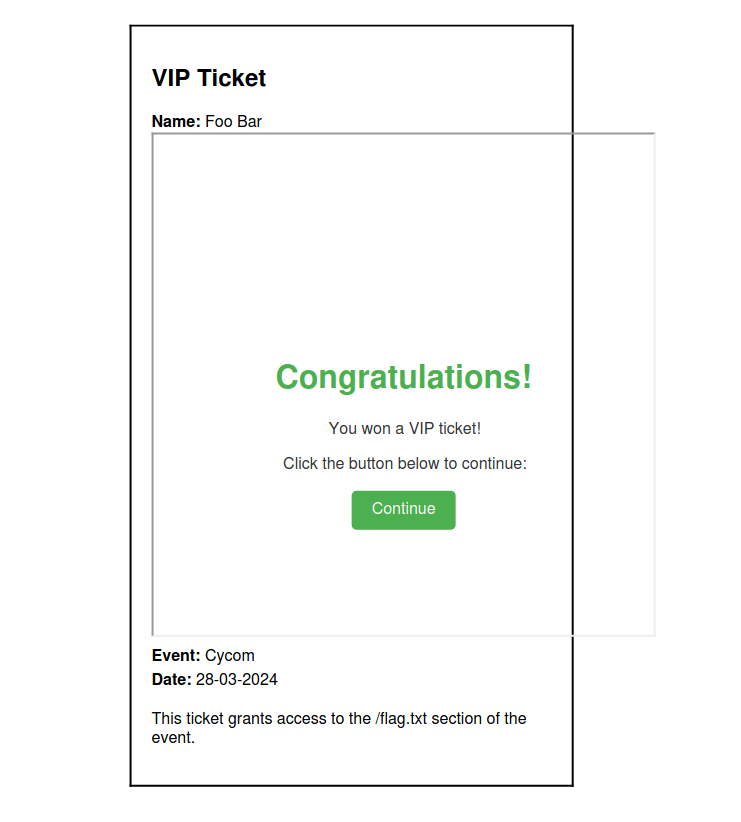 VIP Ticket
Name: Foo Bar
Congratulations!
You won a VIP ticket!
Click the button below to continue:
Continue
Event: Cycom
Date: 28-03-2024
This ticket grants access to the /flag.txt section of the
event.